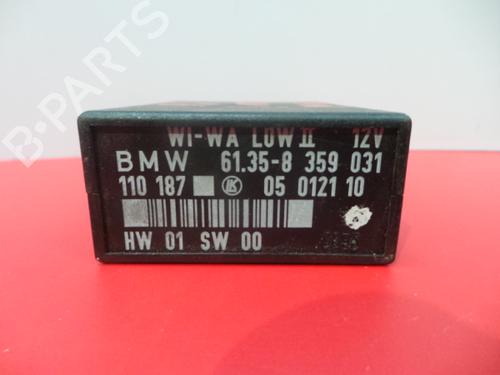 WI-WA LOW II 12V
BMW 61.35-8 359 031
110 187 LK 05 0121 10
HW 01 SW 00
B-PARTS